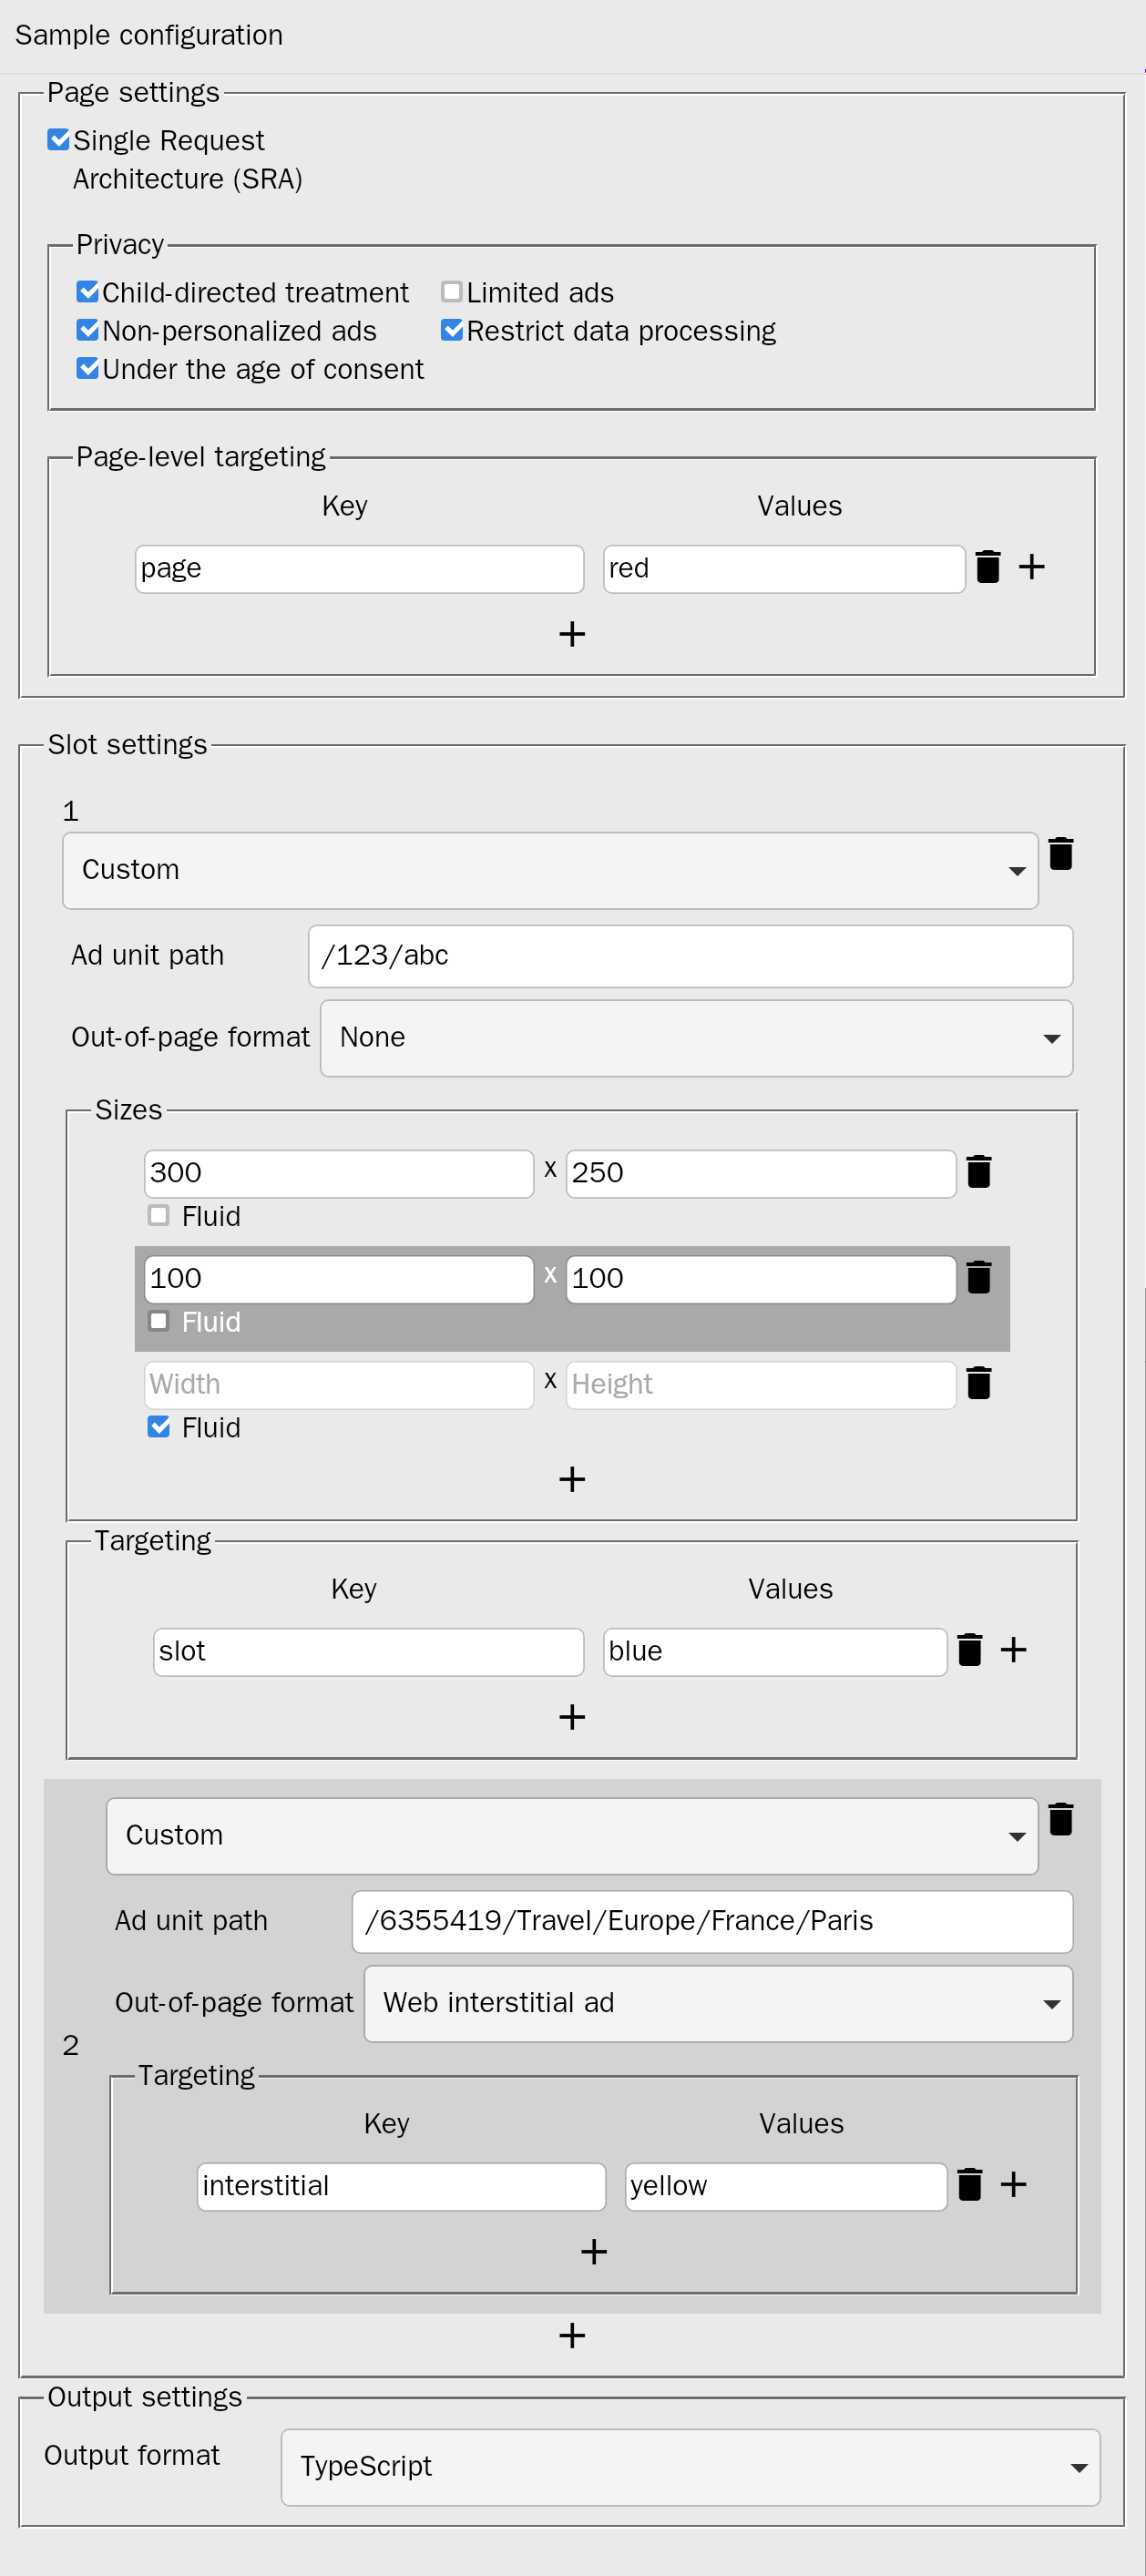 Sample configuration
Page settings
Single Request
Architecture (SRA)
Privacy
Child-directed treatment Limited ads
Non-personalized ads Restrict data processing
Under the age of consent
Page-level targeting
Key Values
page red
Slot settings
1
Custom
Ad unit path /123/abc
Out-of-page format None
Sizes
300 x 250
Fluid
100 x 100
Fluid
Width x Height
Fluid
Targeting
Key Values
slot blue
Custom
Ad unit path /6355419/Travel/Europe/France/Paris
Out-of-page format Web interstitial ad
2
Targeting
Key Values
interstitial yellow
Output settings
Output format TypeScript